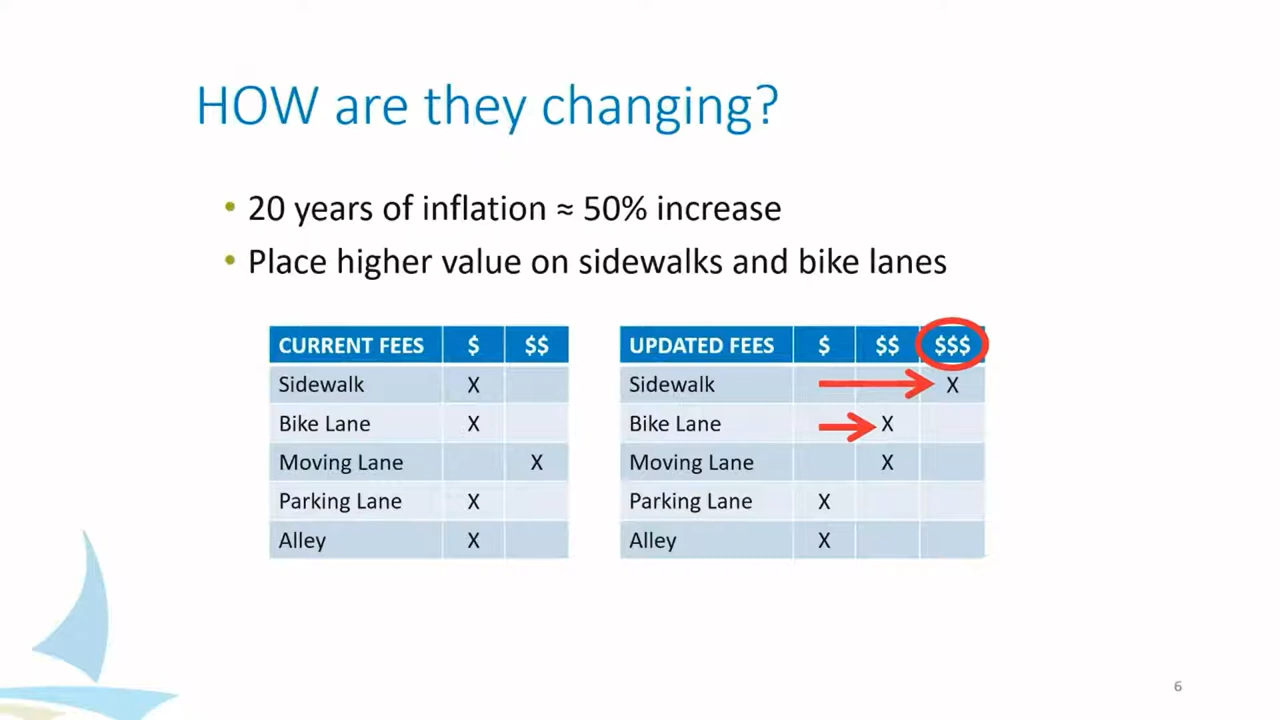 HOW are they changing?
• 20 years of inflation ≈ 50% increase
• Place higher value on sidewalks and bike lanes
CURRENT FEES $ $$
Sidewalk X
Bike Lane X
Moving Lane X
Parking Lane X
Alley X
UPDATED FEES $ $$ $$$
Sidewalk X
Bike Lane X
Moving Lane X
Parking Lane X
Alley X
6